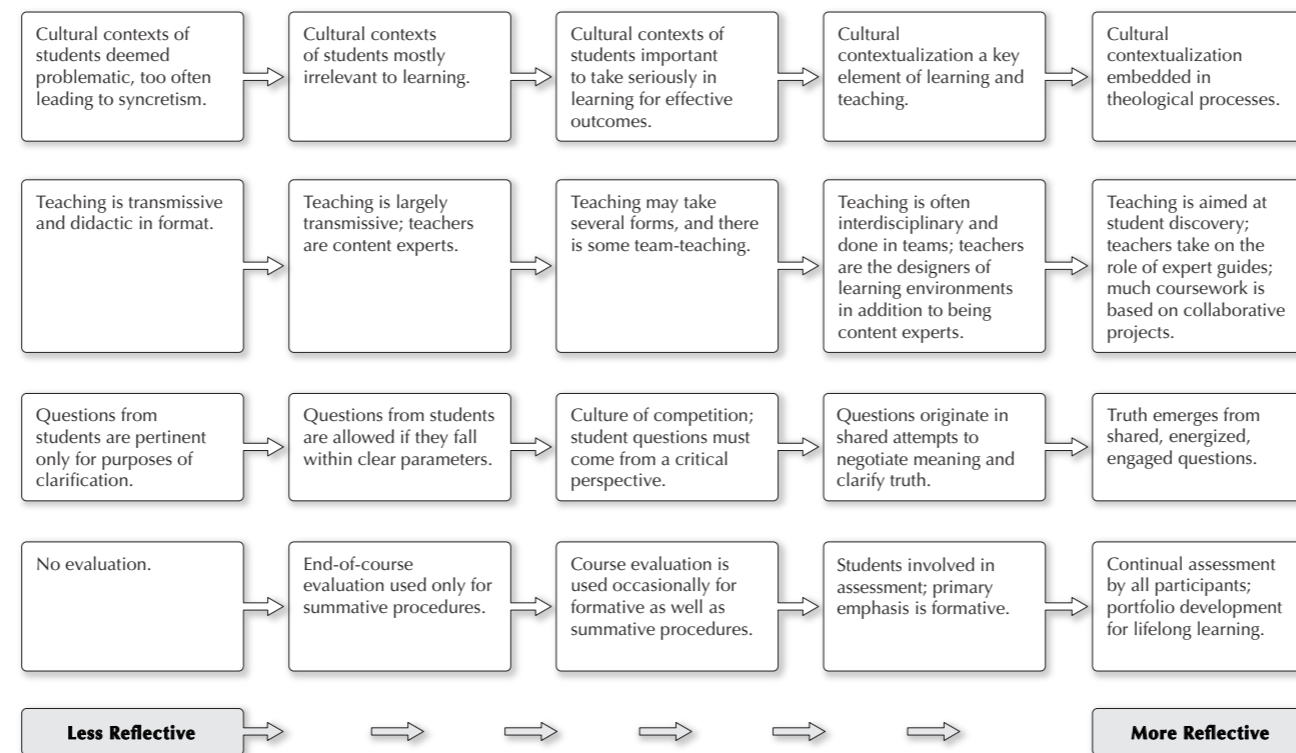 Cultural contexts of
students deemed
problematic, too often
leading to syncretism.
Cultural contexts
of students mostly
irrelevant to learning.
Cultural contexts of
students important
to take seriously in
learning for effective
outcomes.
Cultural
contextualization a key
element of learning and
teaching.
Cultural
contextualization
embedded in
theological processes.
Teaching is transmissive
and didactic in format.
Teaching is largely
transmissive; teachers
are content experts.
Teaching may take
several forms, and there
is some team-teaching.
Teaching is often
interdisciplinary and
done in teams; teachers
are the designers of
learning environments
in addition to being
content experts.
Teaching is aimed at
student discovery;
teachers take on the
role of expert guides;
much coursework is
based on collaborative
projects.
Questions from
students are pertinent
only for purposes of
clarification.
Questions from students
are allowed if they fall
within clear parameters.
Culture of competition;
student questions must
come from a critical
perspective.
Questions originate in
shared attempts to
negotiate meaning and
clarify truth.
Truth emerges from
shared, energized,
engaged questions.
No evaluation.
End-of-course
evaluation used only for
summative procedures.
Course evaluation is
used occasionally for
formative as well as
summative procedures.
Students involved in
assessment; primary
emphasis is formative.
Continual assessment
by all participants;
portfolio development
for lifelong learning.
Less Reflective
More Reflective